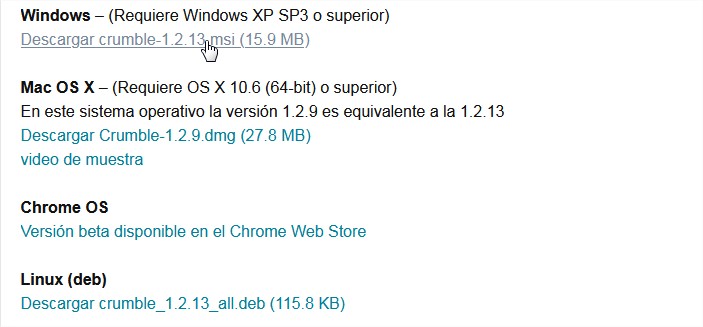 Windows – (Requiere Windows XP SP3 o superior)
Descargar crumble-1.2.13.msi (15.9 MB)
Mac OS X – (Requiere OS X 10.6 (64-bit) o superior)
En este sistema operativo la versión 1.2.9 es equivalente a la 1.2.13
Descargar Crumble-1.2.9.dmg (27.8 MB)
video de muestra
Chrome OS
Versión beta disponible en el Chrome Web Store
Linux (deb)
Descargar crumble_1.2.13_all.deb (115.8 KB)